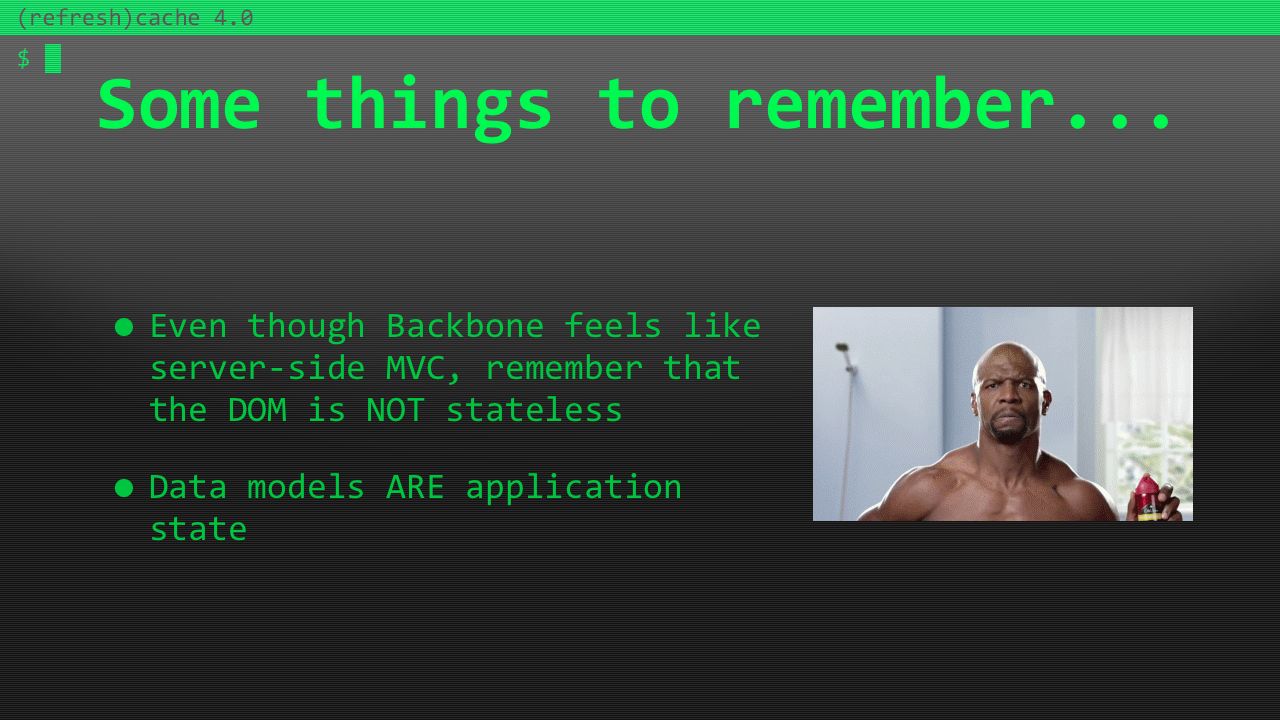 (refresh)cache 4.0
$
Some things to remember...
Even though Backbone feels like
server-side MVC, remember that
the DOM is NOT stateless
Data models ARE application
state